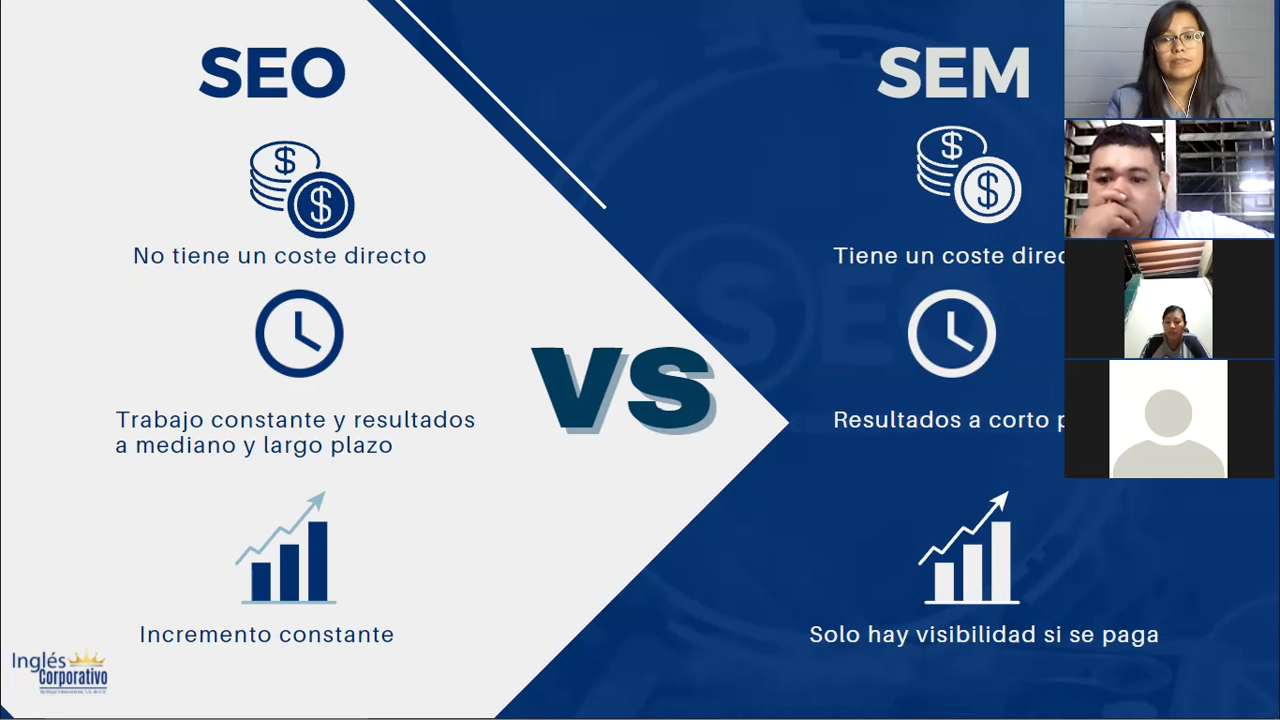 SEO
No tiene un coste directo
Trabajo constante y resultados
a mediano y largo plazo
Incremento constante
VS
SEM
Tiene un coste
Resultados a corto
Solo hay visibilidad si se paga
Inglés
Corporativo